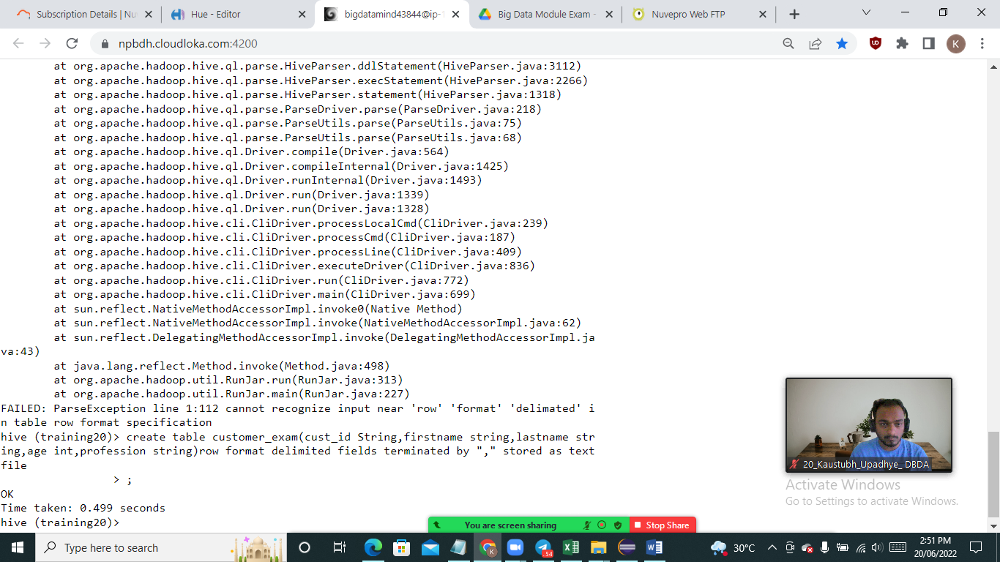 Subscription Details | Nu
Hue - Editor
bigdatamind43844@ip-1
Big Data Module Exam -
Nuvepro Web FTP
npbdh.cloudloka.com:4200
K
at org.apache.hadoop.hive.ql.parse.HiveParser.ddlStatement(HiveParser.java:3112)
at org.apache.hadoop.hive.ql.parse.HiveParser.execStatement(HiveParser.java:2266)
at org.apache.hadoop.hive.ql.parse.HiveParser.statement(HiveParser.java:1318)
at org.apache.hadoop.hive.ql.parse.ParseDriver.parse(ParseDriver.java:218)
at org.apache.hadoop.hive.ql.parse.ParseUtils.parse(ParseUtils.java:75)
at org.apache.hadoop.hive.ql.parse.ParseUtils.parse(ParseUtils.java:68)
at org.apache.hadoop.hive.ql.Driver.compile(Driver.java:564)
at org.apache.hadoop.hive.ql.Driver.compileInternal(Driver.java:1425)
at org.apache.hadoop.hive.ql.Driver.runInternal(Driver.java:1493)
at org.apache.hadoop.hive.ql.Driver.run(Driver.java:1339)
at org.apache.hadoop.hive.ql.Driver.run(Driver.java:1328)
at org.apache.hadoop.hive.cli.CliDriver.processLocalCmd(CliDriver.java:239)
at org.apache.hadoop.hive.cli.CliDriver.processCmd(CliDriver.java:187)
at org.apache.hadoop.hive.cli.CliDriver.processLine(CliDriver.java:409)
at org.apache.hadoop.hive.cli.CliDriver.executeDriver(CliDriver.java:836)
at org.apache.hadoop.hive.cli.CliDriver.run(CliDriver.java:772)
at org.apache.hadoop.hive.cli.CliDriver.main(CliDriver.java:699)
at sun.reflect.NativeMethodAccessorImpl.invoke0(Native Method)
at sun.reflect.NativeMethodAccessorImpl.invoke(NativeMethodAccessorImpl.java:62)
at sun.reflect.DelegatingMethodAccessorImpl.invoke(DelegatingMethodAccessorImpl.ja
va:43)
at java.lang.reflect.Method.invoke(Method.java:498)
at org.apache.hadoop.util.RunJar.run(RunJar.java:313)
at org.apache.hadoop.util.RunJar.main(RunJar.java:227)
FAILED: ParseException line 1:112 cannot recognize input near 'row' 'format' 'delimated' i
n table row format specification
hive (training20)> create table customer_exam(cust_id String,firstname string,lastname str
ing,age int,profession string)row format delimited fields terminated by "," stored as text
file
> ;
OK
Time taken: 0.499 seconds
hive (training20)>
20_Kaustubh_Upadhye_ DBDA
Activate Windows
Go to Settings to activate Windows.
You are screen sharing
Stop Share
Type here to search
.54
30°C
2:51 PM
20/06/2022